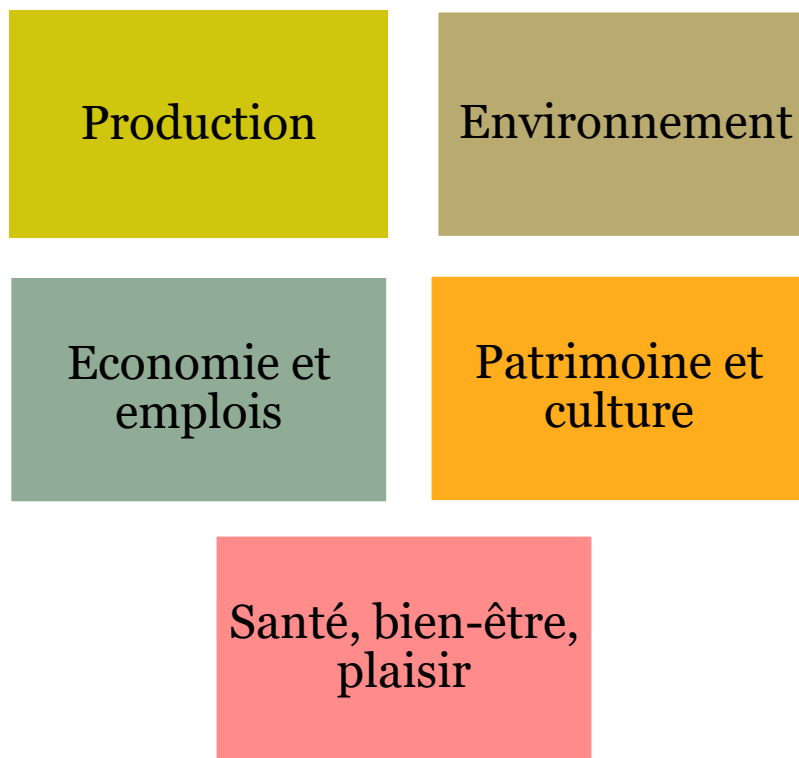 Production
Environnement
Economie et
emplois
Patrimoine et
culture
Santé, bien-être,
plaisir